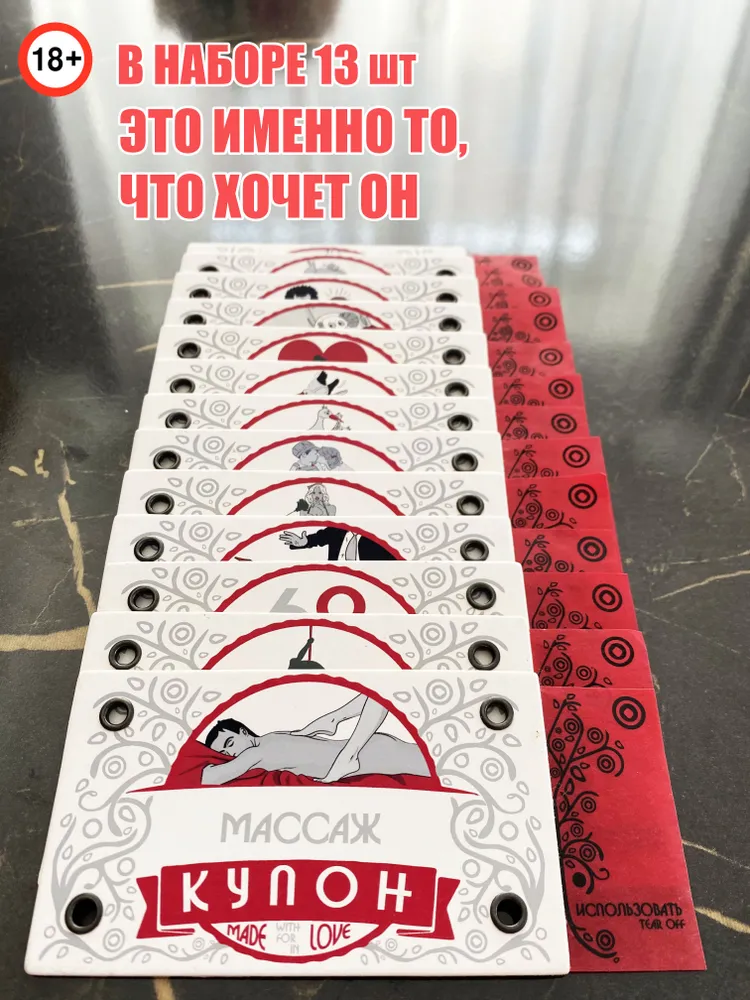 18+
В НАБОРЕ 13 шт
ЭТО ИМЕННО ТО,
ЧТО ХОЧЕТ ОН
69
МАССАЖ
КУПОН
MADE WITH FOR IN LOVE
ИСПОЛЬЗОВАТЬ
TEAR OFF